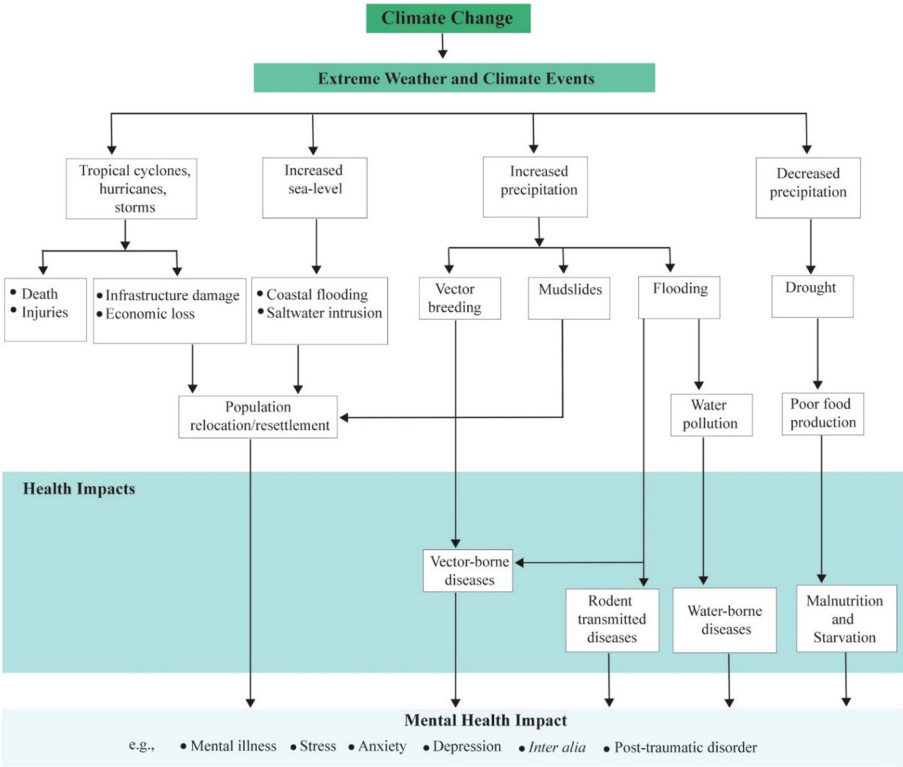 Climate Change
Extreme Weather and Climate Events
Tropical cyclones,
hurricanes,
storms
Increased
sea-level
Increased
precipitation
Decreased
precipitation
• Death
• Injuries
• Infrastructure damage
• Economic loss
• Coastal flooding
• Saltwater intrusion
Vector
breeding
Mudslides
Flooding
Drought
Population
relocation/resettlement
Water
pollution
Poor food
production
Health Impacts
Vector-borne
diseases
Rodent
transmitted
diseases
Water-borne
diseases
Malnutrition
and
Starvation
Mental Health Impact
e.g., • Mental illness • Stress • Anxiety • Depression • Inter alia • Post-traumatic disorder